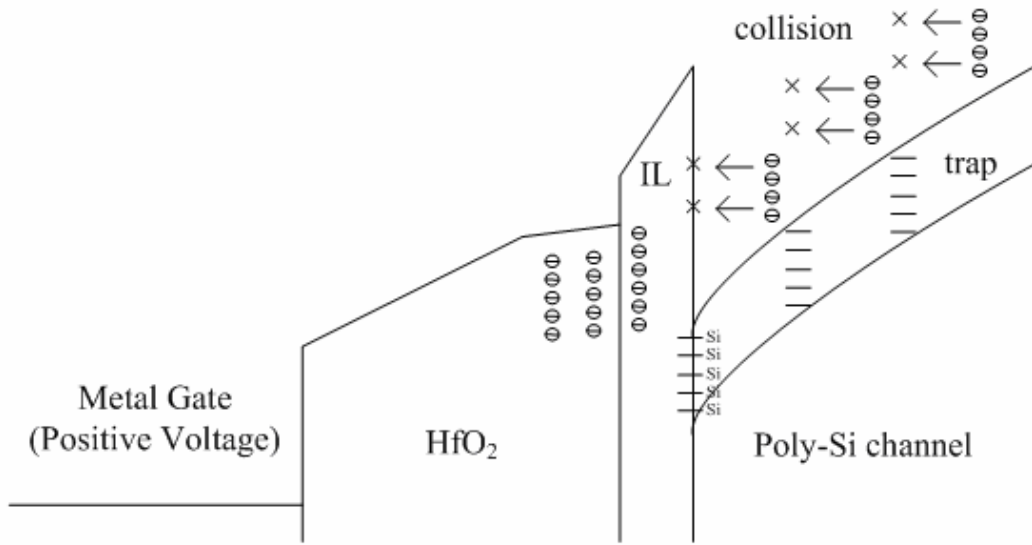 collision
IL
trap
Si
Si
Si
Si
Si
Metal Gate
(Positive Voltage)
HfO₂
Poly-Si channel